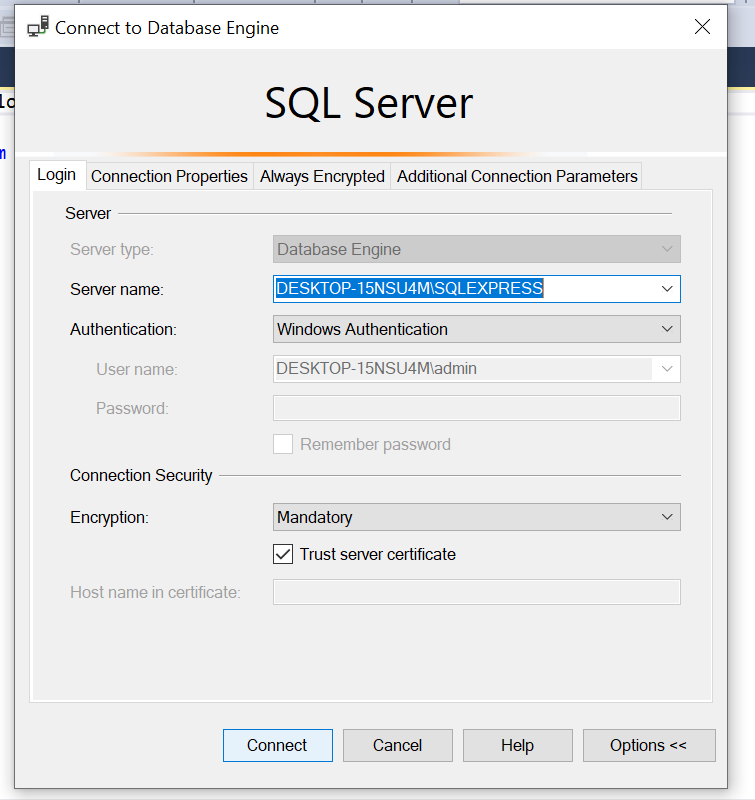 Connect to Database Engine
lo
m
SQL Server
Login Connection Properties Always Encrypted Additional Connection Parameters
Server
Server type: Database Engine
Server name: DESKTOP-15NSU4M\SQLEXPRESS
Authentication: Windows Authentication
User name: DESKTOP-15NSU4M\admin
Password:
Remember password
Connection Security
Encryption: Mandatory
Trust server certificate
Host name in certificate:
Connect Cancel Help Options <<